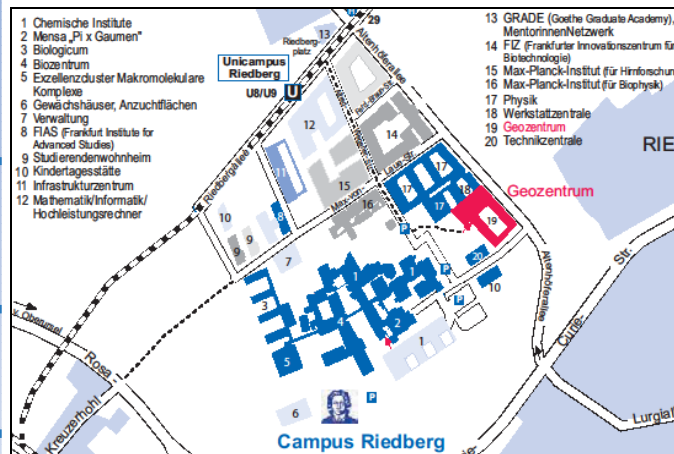 1 Chemische Institute
2 Mensa „Pi x Gaumen"
3 Biologicum
4 Biozentrum
5 Exzellenzcluster Makromolekulare
Komplexe
6 Gewächshäuser, Anzuchtflächen
7 Verwaltung
8 FIAS (Frankfurt Institute for
Advanced Studies)
9 Studierendenwohnheim
10 Kindertagesstätte
11 Infrastrukturzentrum
12 Mathematik/Informatik/
Hochleistungsrechner
13 GRADE (Goethe Graduate Academy),
MentorinnenNetzwerk
14 FIZ (Frankfurter Innovationszentrum für
Biotechnologie)
15 Max-Planck-Institut (für Hirnforschun
16 Max-Planck-Institut (für Biophysik)
17 Physik
18 Werkstattzentrale
19 Geozentrum
20 Technikzentrale
29
13
Riedberg-
platz
Unicampus
Riedberg
U8/U9
U
Altenhöferallee
Riedbergallee
12
14
11
15
Max-von-
Laue-Str.
16
17
17
17
18
19
Geozentrum
RIE
10
9
9
8
7
P
20
10
P
P
1
1
3
4
2
1
5
6
P
Altenhöferallee
v. Oberursel
Rosa
Kreuzerhohl
Str.
Curie-
Lurgial
ie-
Campus Riedberg